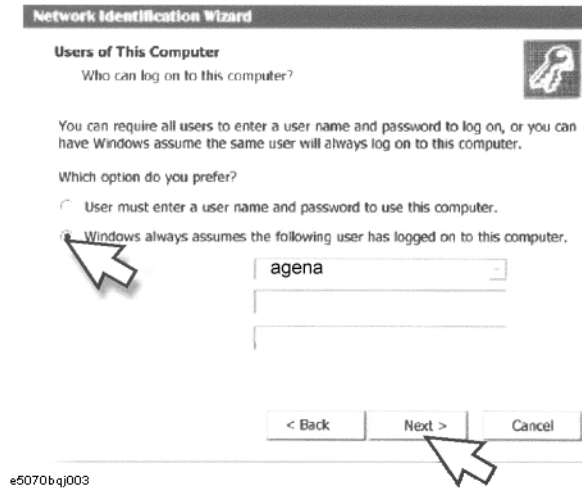 Network Identification Wizard
Users of This Computer
Who can log on to this computer?
You can require all users to enter a user name and password to log on, or you can
have Windows assume the same user will always log on to this computer.
Which option do you prefer?
User must enter a user name and password to use this computer.
Windows always assumes the following user has logged on to this computer.
agena
< Back Next > Cancel
e5070bqj003